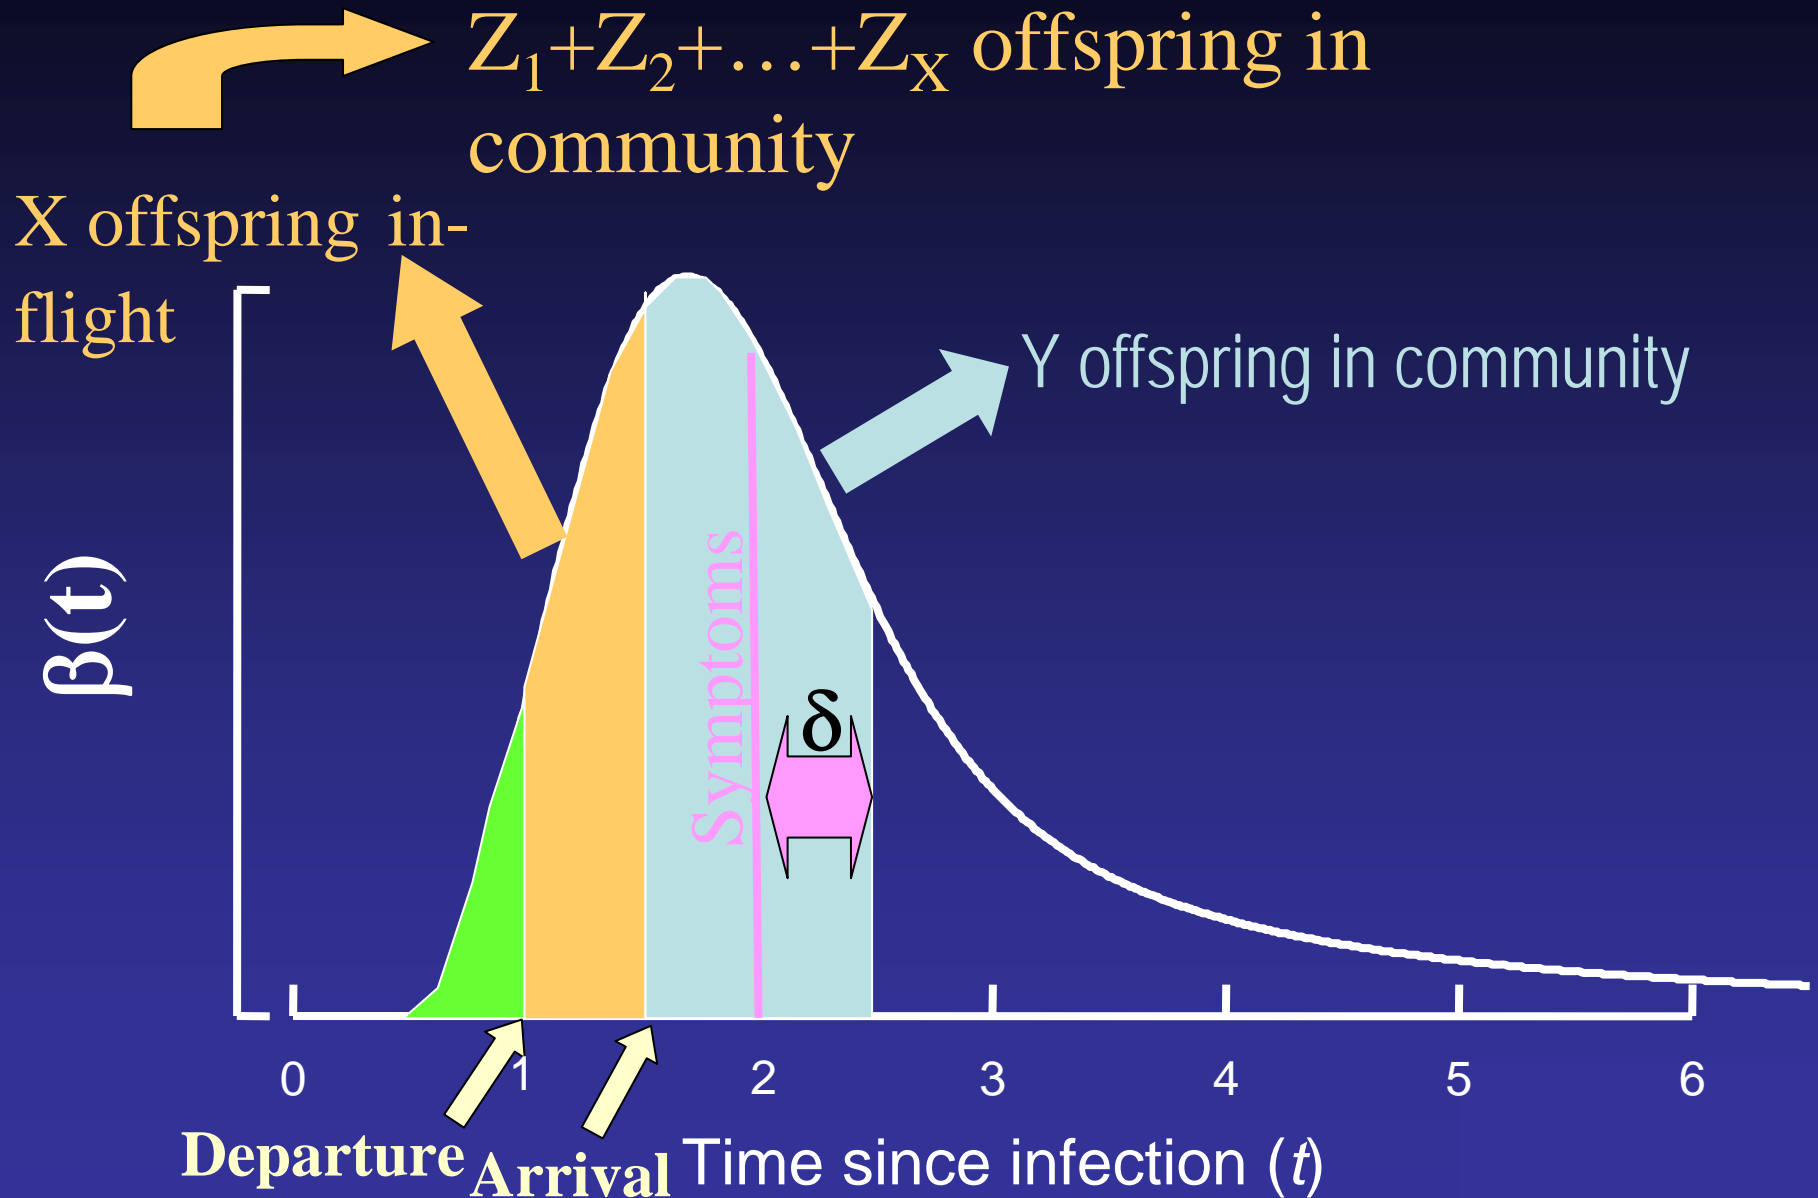 Z₁+Z₂+…+Zₓ offspring in
community
X offspring in-
flight
Y offspring in community
β(t)
Symptoms
δ
0 1 2 3 4 5 6
Departure Arrival Time since infection (t)